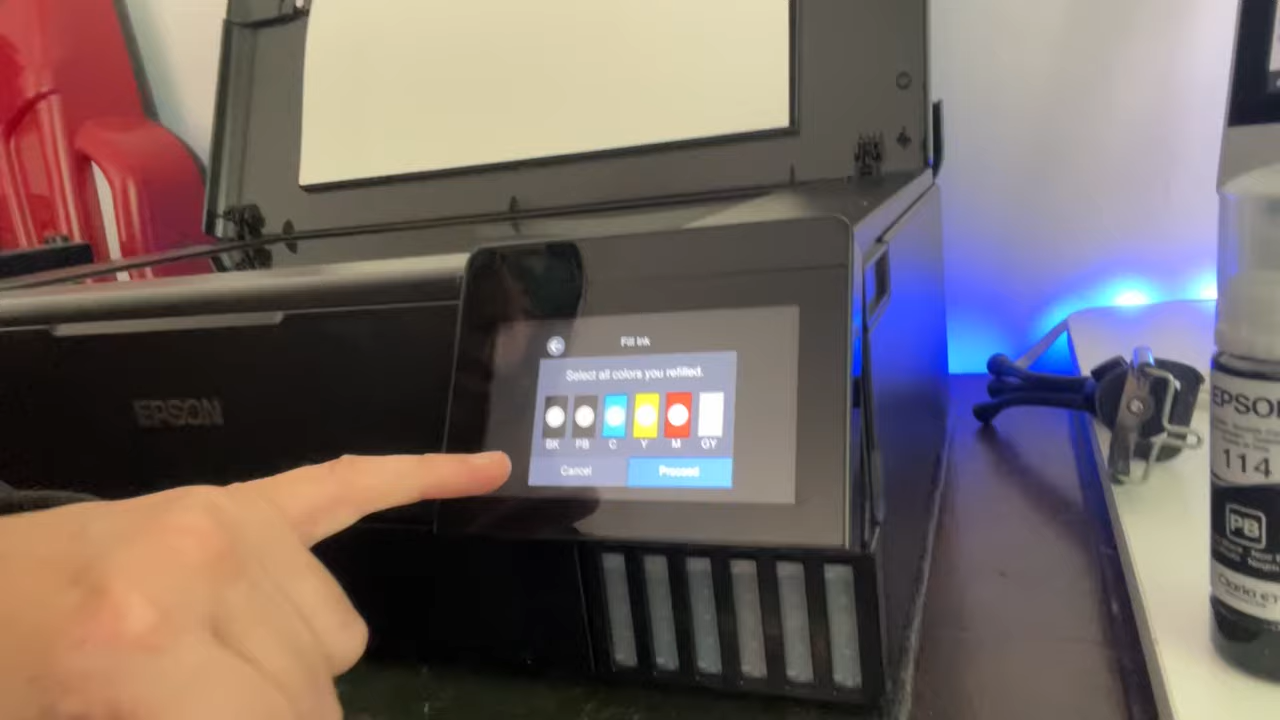 Fill Ink
Select all colors you refilled.
BK PB C Y M GY
Cancel Proceed
EPSON
EPSON
114
PB